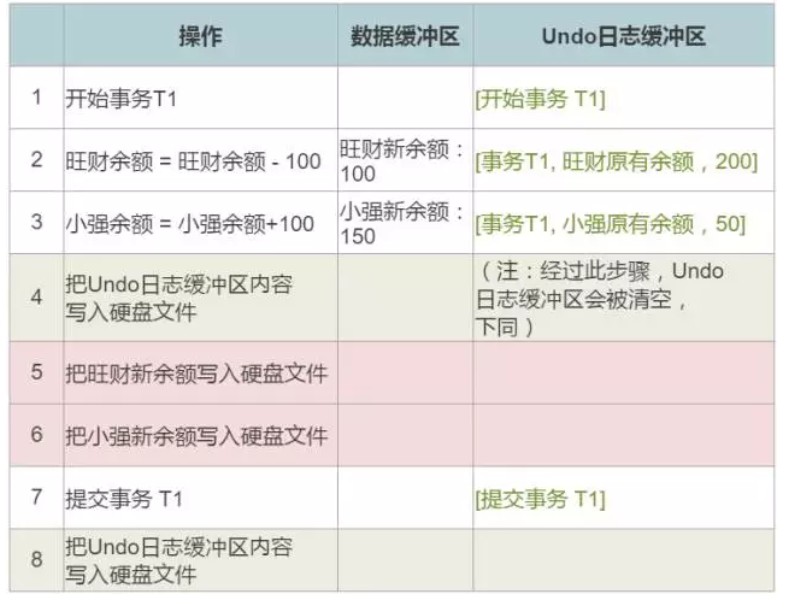 操作 数据缓冲区 Undo日志缓冲区
1 开始事务T1 [开始事务 T1]
2 旺财余额 = 旺财余额 - 100 旺财新余额：100 [事务T1, 旺财原有余额，200]
3 小强余额 = 小强余额+100 小强新余额：150 [事务T1, 小强原有余额，50]
4 把Undo日志缓冲区内容
写入硬盘文件
（注：经过此步骤，Undo
日志缓冲区会被清空，
下同）
5 把旺财新余额写入硬盘文件
6 把小强新余额写入硬盘文件
7 提交事务 T1 [提交事务 T1]
8 把Undo日志缓冲区内容
写入硬盘文件